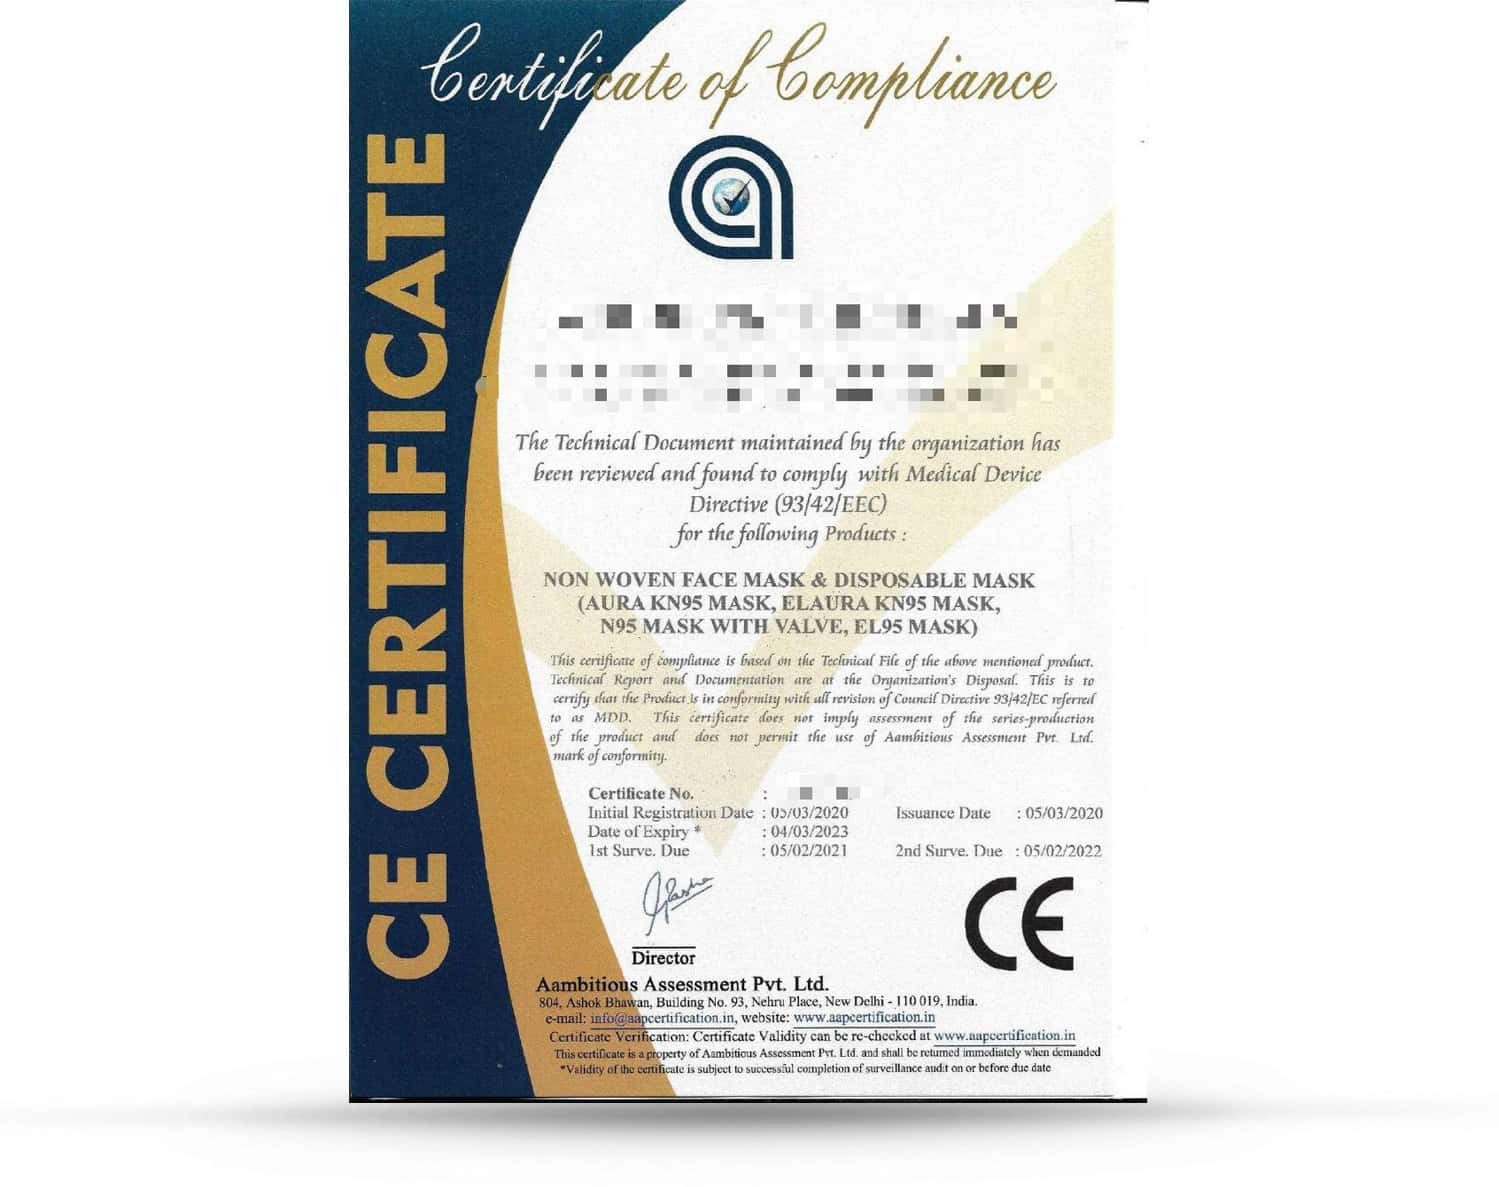 Certificate of Compliance
CE CERTIFICATE
The Technical Document maintained by the organization has
been reviewed and found to comply with Medical Device
Directive (93/42/EEC)
for the following Products :
NON WOVEN FACE MASK & DISPOSABLE MASK
(AURA KN95 MASK, ELAURA KN95 MASK,
N95 MASK WITH VALVE, EL95 MASK)
This certificate of compliance is based on the Technical File of the above mentioned product.
Technical Report and Documentation are at the Organization's Disposal. This is to
certify that the Product is in conformity with all revision of Council Directive 93/42/EC referred
to as MDD. This certificate does not imply assessment of the series-production
of the product and does not permit the use of Aambitious Assessment Pvt. Ltd.
mark of conformity.
Certificate No. :
Initial Registration Date : 05/03/2020 Issuance Date : 05/03/2020
Date of Expiry * : 04/03/2023
1st Surve. Due : 05/02/2021 2nd Surve. Due : 05/02/2022
Director
CE
Aambitious Assessment Pvt. Ltd.
804, Ashok Bhawan, Building No. 93, Nehru Place, New Delhi - 110 019, India.
e-mail: info@aapcertification.in, website: www.aapcertification.in
Certificate Verification: Certificate Validity can be re-checked at www.aapcertification.in
This certificate is a property of Aambitious Assessment Pvt. Ltd. and shall be returned immediately when demanded
*Validity of the certificate is subject to successful completion of surveillance audit on or before due date